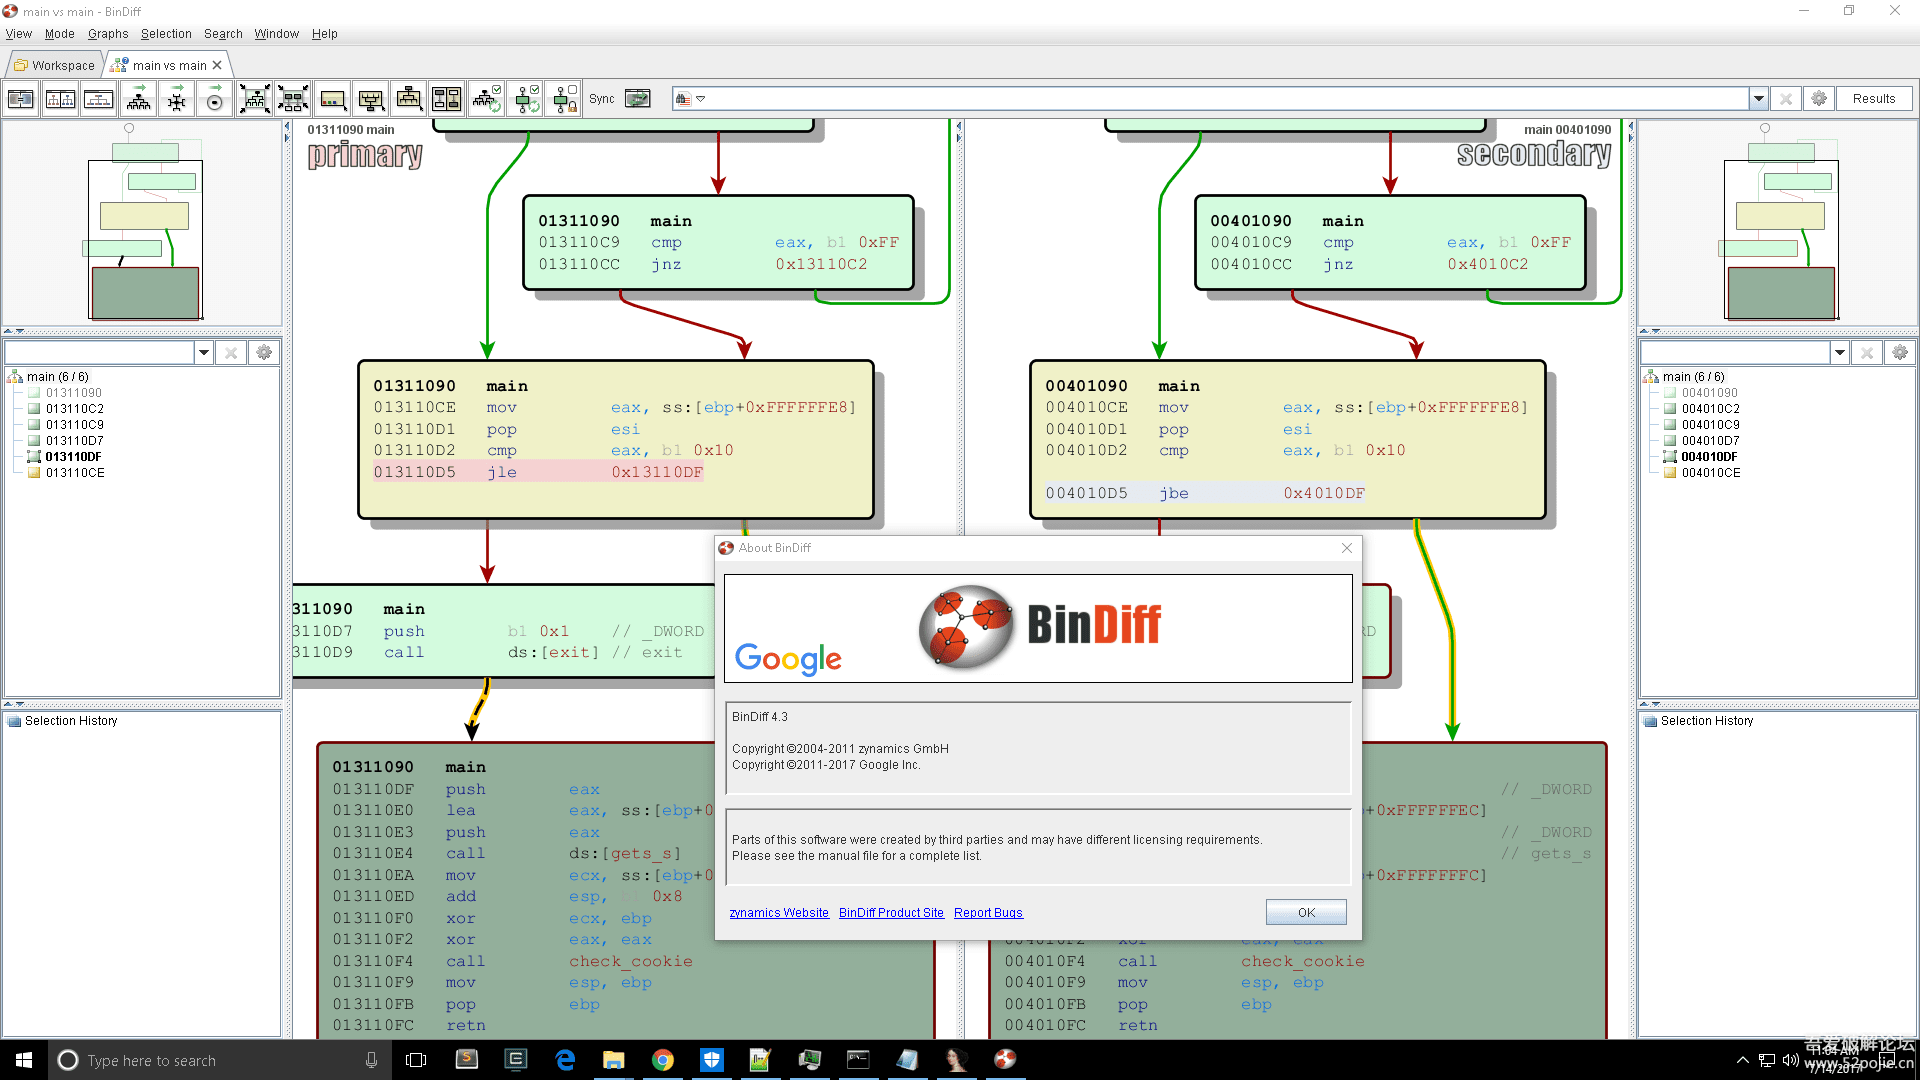 main vs main - BinDiff
View Mode Graphs Selection Search Window Help
Workspace
main vs main
Sync
Results
01311090 main
primary
main 00401090
secondary
01311090 main
013110C9 cmp eax, b1 0xFF
013110CC jnz 0x13110C2
00401090 main
004010C9 cmp eax, b1 0xFF
004010CC jnz 0x4010C2
main (6 / 6)
01311090
013110C2
013110C9
013110D7
013110DF
013110CE
01311090 main
013110CE mov eax, ss:[ebp+0xFFFFFFE8]
013110D1 pop esi
013110D2 cmp eax, b1 0x10
013110D5 jle 0x13110DF
00401090 main
004010CE mov eax, ss:[ebp+0xFFFFFFE8]
004010D1 pop esi
004010D2 cmp eax, b1 0x10
004010D5 jbe 0x4010DF
main (6 / 6)
00401090
004010C2
004010C9
004010D7
004010DF
004010CE
311090 main
3110D7 push b1 0x1 // _DWORD
3110D9 call ds:[exit] // exit
Selection History
01311090 main
013110DF push eax
013110E0 lea eax, ss:[ebp+0
013110E3 push eax
013110E4 call ds:[gets_s]
013110EA mov ecx, ss:[ebp+0
013110ED add esp, 0x8
013110F0 xor ecx, ebp
013110F2 xor eax, eax
013110F4 call check_cookie
013110F9 mov esp, ebp
013110FB pop ebp
013110FC retn
About BinDiff
Google
BinDiff
BinDiff 4.3
Copyright ©2004-2011 zynamics GmbH
Copyright ©2011-2017 Google Inc.
Parts of this software were created by third parties and may have different licensing requirements.
Please see the manual file for a complete list.
zynamics Website BinDiff Product Site Report Bugs
OK
// _DWORD
+0xFFFFFFEC]
// _DWORD
// gets_s
+0xFFFFFFFC]
004010F2 xor eax, eax
004010F4 call check_cookie
004010F9 mov esp, ebp
004010FB pop ebp
004010FC retn
Selection History
Type here to search
11:04 AM
7/14/2017
吾爱破解论坛
www.52pojie.cn